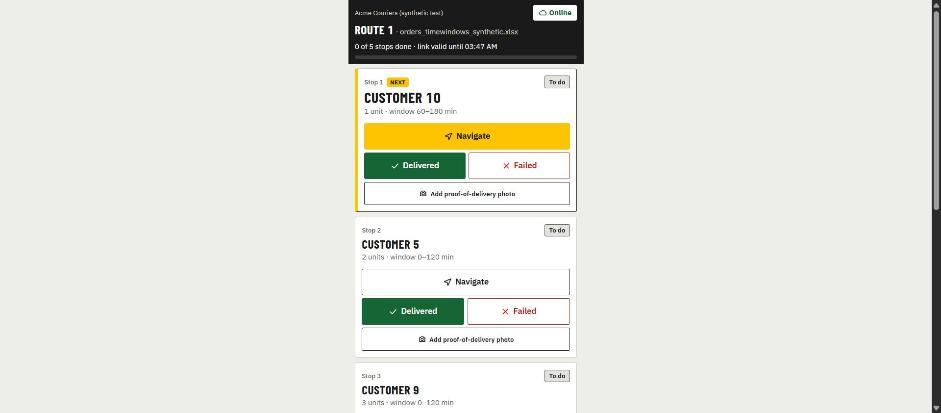 Acme Couriers (synthetic test)
Online
ROUTE 1 · orders_timewindows_synthetic.xlsx
0 of 5 stops done · link valid until 03:47 AM
Stop 1 NEXT
To do
CUSTOMER 10
1 unit · window 60–180 min
Navigate
Delivered
Failed
Add proof-of-delivery photo
Stop 2
To do
CUSTOMER 5
2 units · window 0–120 min
Navigate
Delivered
Failed
Add proof-of-delivery photo
Stop 3
To do
CUSTOMER 9
3 units · window 0–120 min